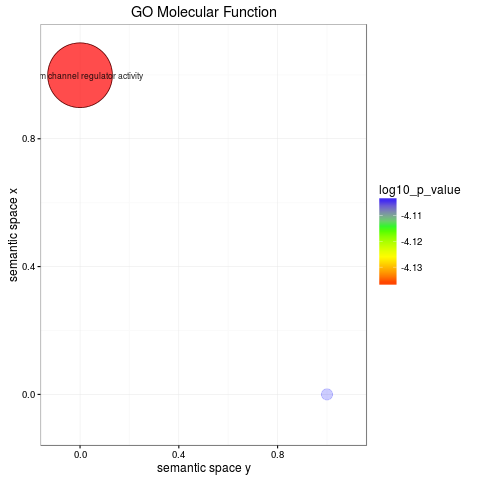 GO Molecular Function
channel regulator activity
semantic space x
0.8
0.4
0.0
0.0 0.4 0.8
semantic space y
log10_p_value
-4.11
-4.12
-4.13